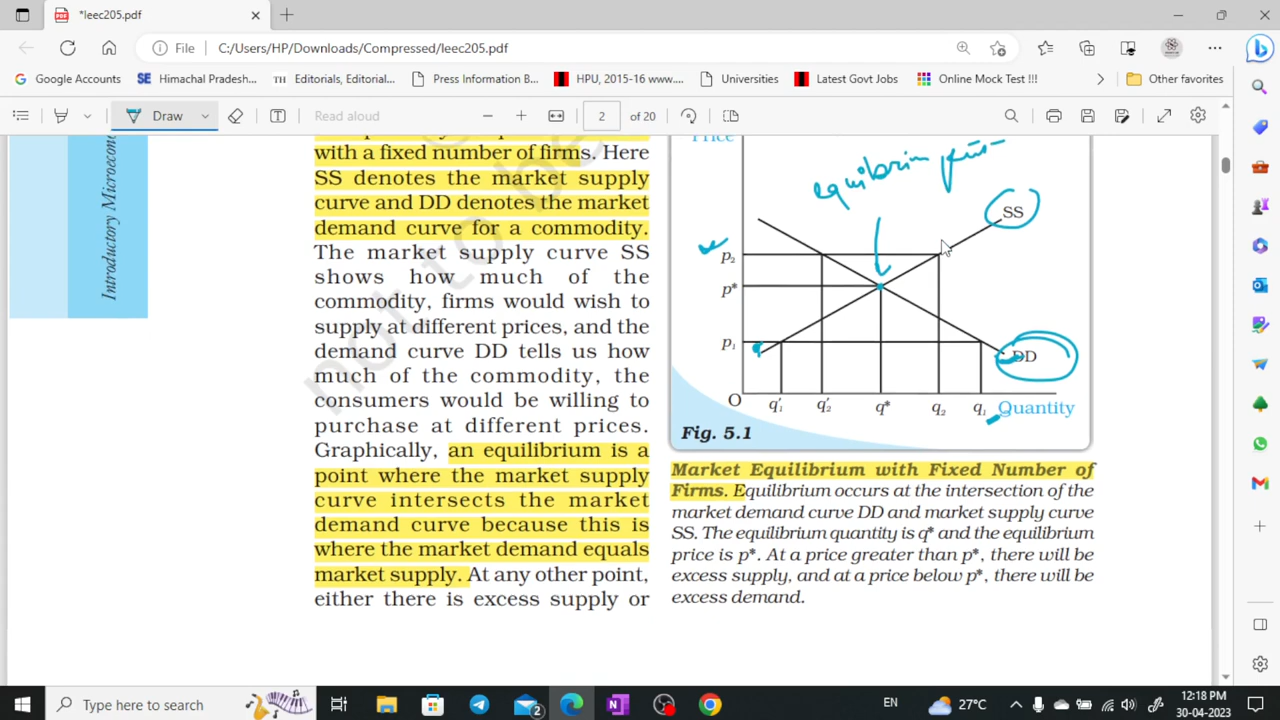 *leec205.pdf
File
C:/Users/HP/Downloads/Compressed/leec205.pdf
Google Accounts
SE Himachal Pradesh...
TH Editorials, Editorial...
Press Information B...
HPU, 2015-16 www....
Universities
Latest Govt Jobs
Online Mock Test !!!
Other favorites
Draw
Read aloud
2 of 20
Introductory Microecono
with a fixed number of firms. Here
SS denotes the market supply
curve and DD denotes the market
demand curve for a commodity.
The market supply curve SS
shows how much of the
commodity, firms would wish to
supply at different prices, and the
demand curve DD tells us how
much of the commodity, the
consumers would be willing to
purchase at different prices.
Graphically, an equilibrium is a
point where the market supply
curve intersects the market
demand curve because this is
where the market demand equals
market supply. At any other point,
either there is excess supply or
not to be
Price
equilibrium point
SS
p₂
p*
p₁
DD
O
q′₁ q′₂ q* q₂ q₁ Quantity
Fig. 5.1
Market Equilibrium with Fixed Number of
Firms. Equilibrium occurs at the intersection of the
market demand curve DD and market supply curve
SS. The equilibrium quantity is q* and the equilibrium
price is p*. At a price greater than p*, there will be
excess supply, and at a price below p*, there will be
excess demand.
Type here to search
2
EN
27°C
12:18 PM
30-04-2023